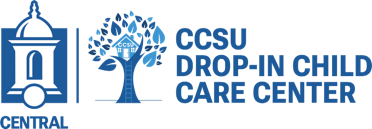 CENTRAL
CCSU
CCSU
DROP-IN CHILD
CARE CENTER